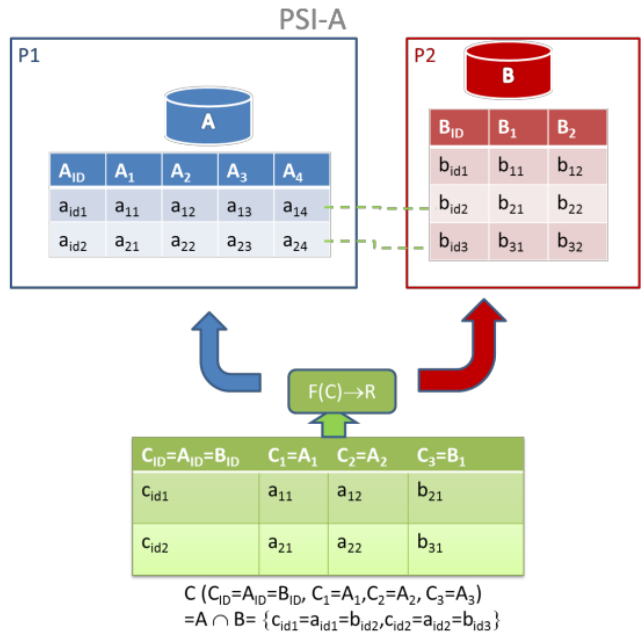 PSI-A
P1
A
A_ID A_1 A_2 A_3 A_4
a_id1 a_11 a_12 a_13 a_14
a_id2 a_21 a_22 a_23 a_24
P2
B
B_ID B_1 B_2
b_id1 b_11 b_12
b_id2 b_21 b_22
b_id3 b_31 b_32
F(C)→R
C_ID=A_ID=B_ID C_1=A_1 C_2=A_2 C_3=B_1
c_id1 a_11 a_12 b_21
c_id2 a_21 a_22 b_31
C (C_ID=A_ID=B_ID, C_1=A_1,C_2=A_2, C_3=A_3)
=A ∩ B= {c_id1=a_id1=b_id2,c_id2=a_id2=b_id3}